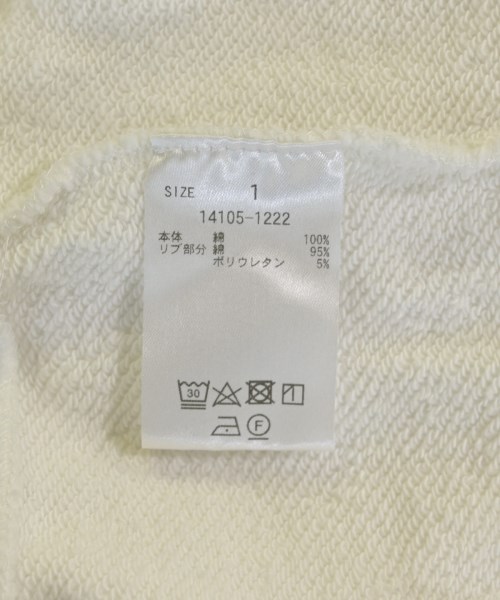 SIZE 1
14105-1222
本体 綿 100%
リブ部分 綿 95%
ポリウレタン 5%
30
F